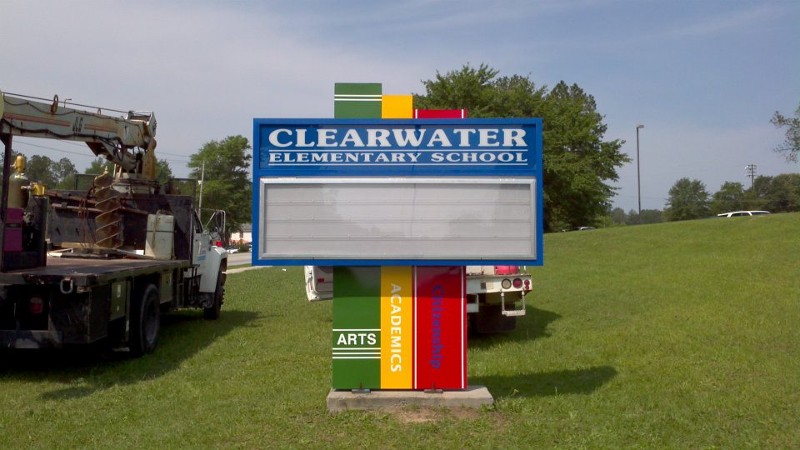 CLEARWATER
ELEMENTARY SCHOOL
ARTS
ACADEMICS
Citizenship